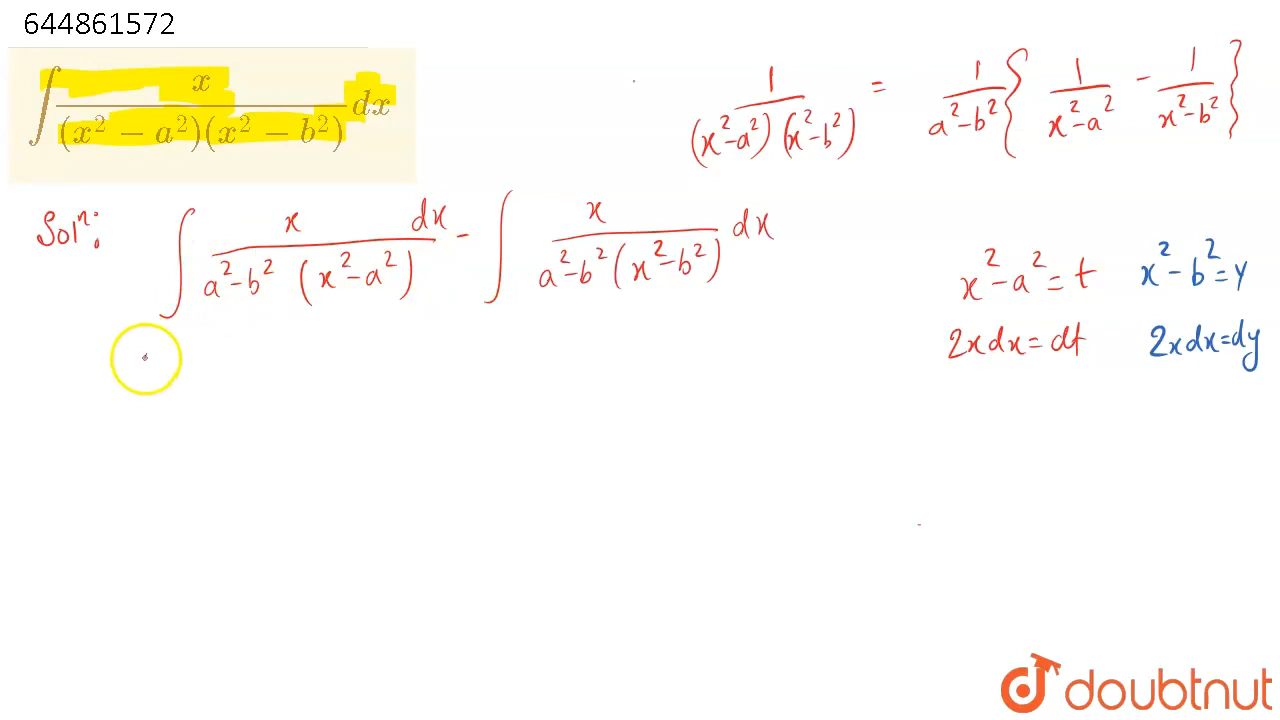 644861572
∫ x / (x² − a²)(x² − b²) dx
1 / (x²−a²)(x²−b²) = 1 / a²−b² { 1 / x²−a² − 1 / x²−b² }
Solⁿ: ∫ x dx / a²−b² (x²−a²) − ∫ x / a²−b² (x²−b²) dx
x²−a² = t x²−b² = y
2x dx = dt 2x dx = dy
doubtnut